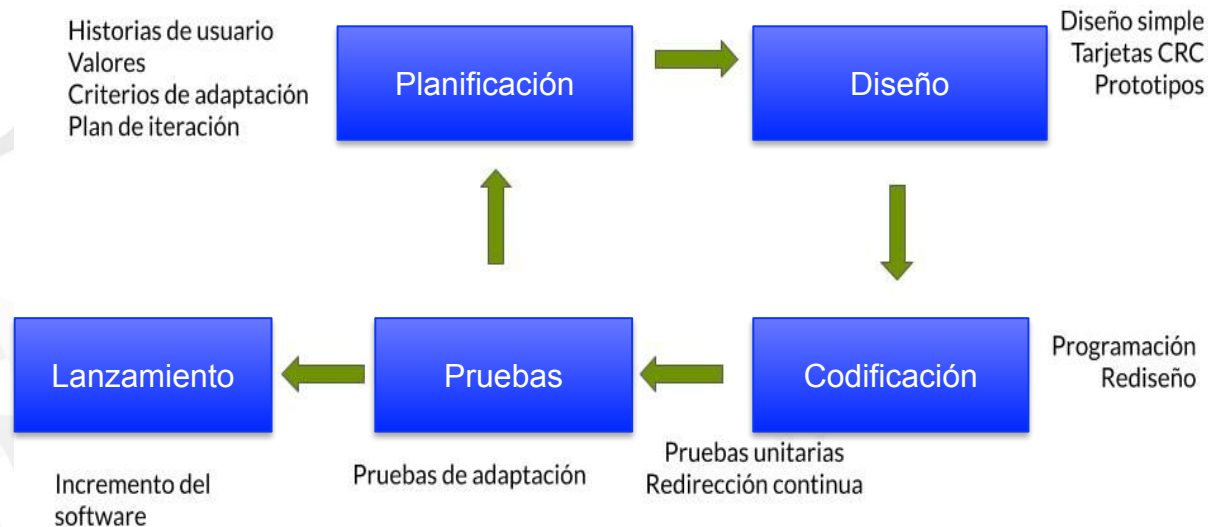 Historias de usuario
Valores
Criterios de adaptación
Plan de iteración
Planificación
Diseño
Diseño simple
Tarjetas CRC
Prototipos
Lanzamiento
Pruebas
Codificación
Programación
Rediseño
Incremento del
software
Pruebas de adaptación
Pruebas unitarias
Redirección continua